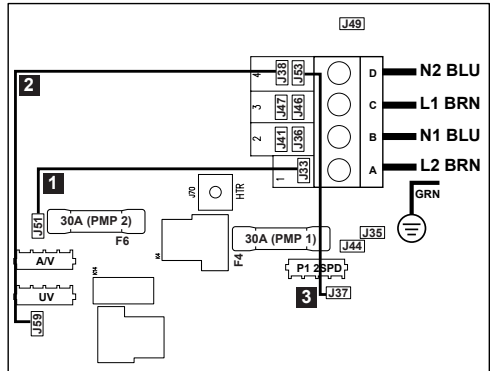 J49
4
J38
J53
D
N2 BLU
2
3
J47
J46
C
L1 BRN
2
J41
J36
B
N1 BLU
1
J33
A
L2 BRN
1
GRN
J70
HTR
J51
30A (PMP 2)
F6
K4
30A (PMP 1)
F4
J35
J44
A/V
P1 2SPD
UV
3
J37
J59